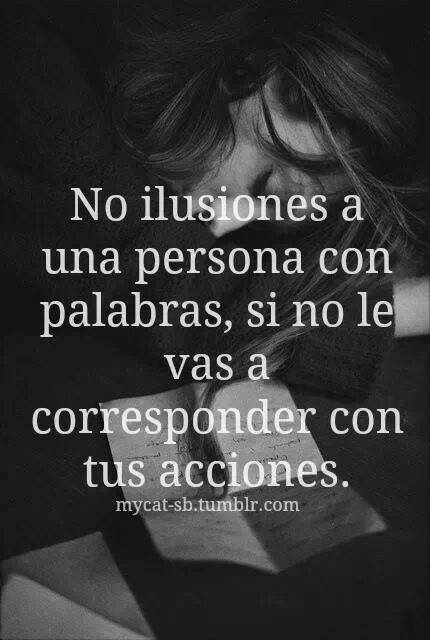 No ilusiones a
una persona con
palabras, si no le
vas a
corresponder con
tus acciones.
mycat-sb.tumblr.com